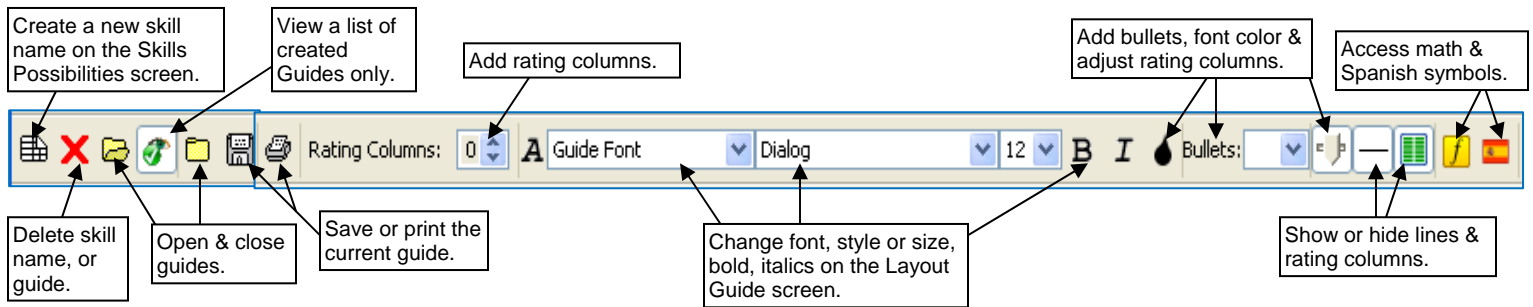 Create a new skill
name on the Skills
Possibilities screen.
View a list of
created
Guides only.
Add rating columns.
Add bullets, font color &
adjust rating columns.
Access math &
Spanish symbols.
Rating Columns: 0 A Guide Font Dialog 12 B I Bullets: f
Delete skill
name, or
guide.
Open & close
guides.
Save or print the
current guide.
Change font, style or size,
bold, italics on the Layout
Guide screen.
Show or hide lines &
rating columns.